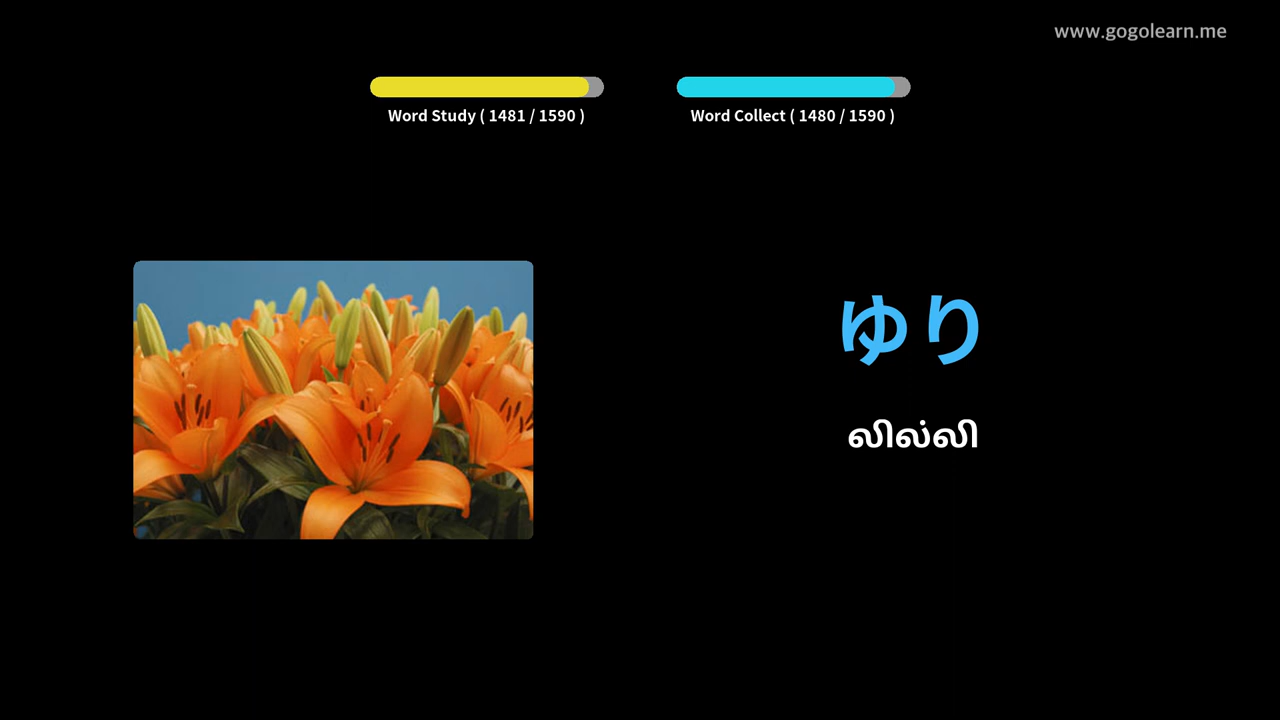 www.gogolearn.me
Word Study ( 1481 / 1590 )
Word Collect ( 1480 / 1590 )
ゆり
லில்லி